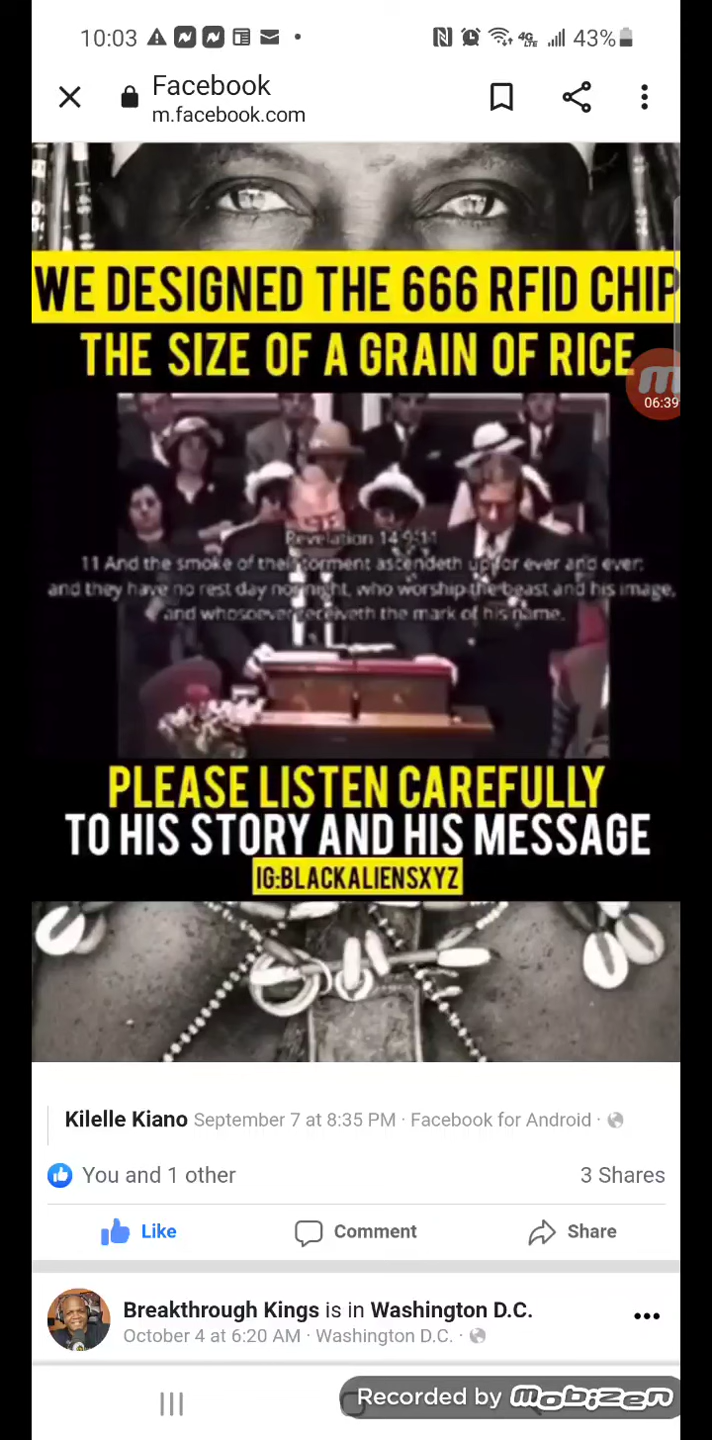 10:03
4G LTE 43%
Facebook
m.facebook.com
WE DESIGNED THE 666 RFID CHIP
THE SIZE OF A GRAIN OF RICE
06:39
Revelation 14 9-11
11 And the smoke of their torment ascendeth up for ever and ever:
and they have no rest day nor night, who worship the beast and his image,
and whosoever receiveth the mark of his name.
PLEASE LISTEN CAREFULLY
TO HIS STORY AND HIS MESSAGE
IG:BLACKALIENSXYZ
Kilelle Kiano September 7 at 8:35 PM · Facebook for Android ·
You and 1 other 3 Shares
Like Comment Share
Breakthrough Kings is in Washington D.C.
October 4 at 6:20 AM · Washington D.C. ·
Recorded by mobizen